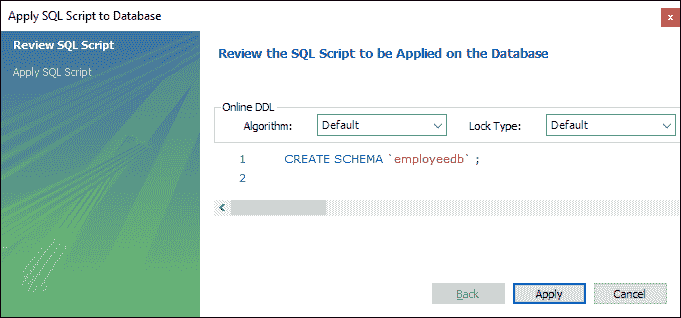 Apply SQL Script to Database
x
Review SQL Script
Apply SQL Script
Review the SQL Script to be Applied on the Database
Online DDL
Algorithm: Default Lock Type: Default
1 CREATE SCHEMA `employeedb` ;
2
Back Apply Cancel